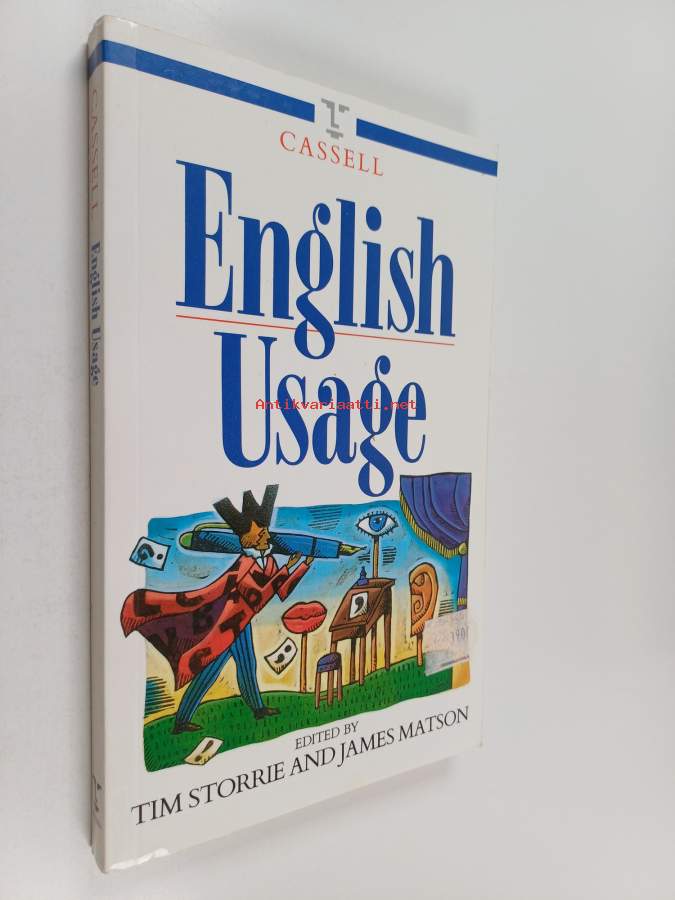 CASSELL
English
Usage
EDITED BY
TIM STORRIE AND JAMES MATSON
CASSELL English Usage
Antikvariaatti.net